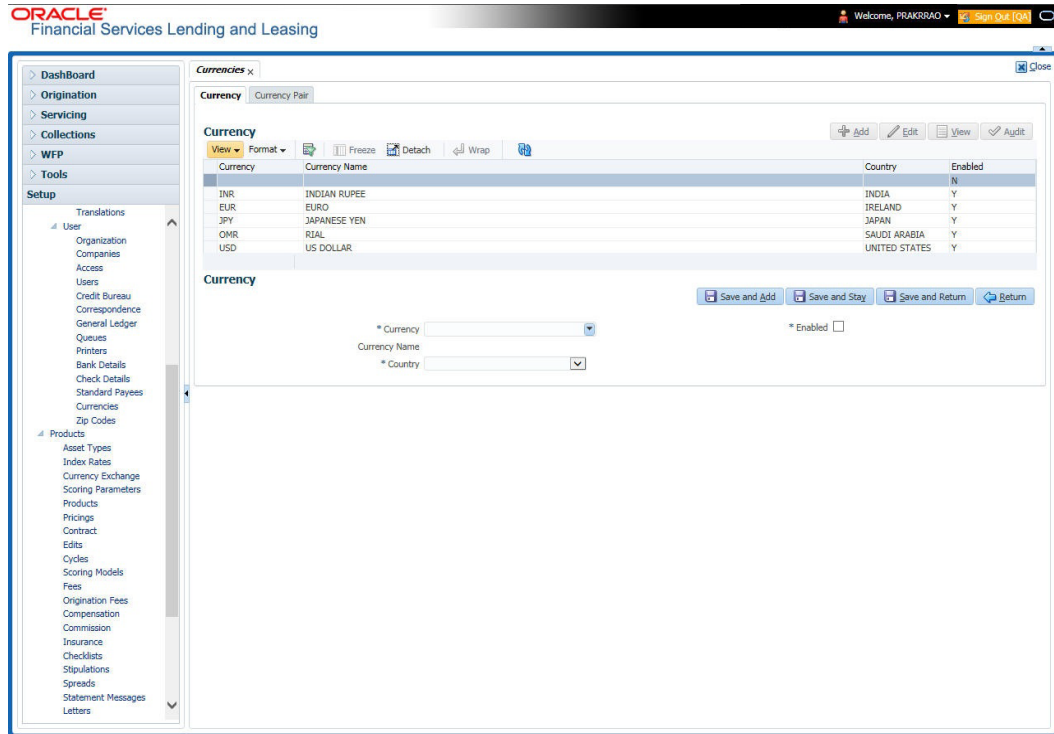 ORACLE
Financial Services Lending and Leasing
Welcome, PRAKRRAO
Sign Out [QA]
DashBoard
Origination
Servicing
Collections
WFP
Tools
Setup
Translations
User
Organization
Companies
Access
Users
Credit Bureau
Correspondence
General Ledger
Queues
Printers
Bank Details
Check Details
Standard Payees
Currencies
Zip Codes
Products
Asset Types
Index Rates
Currency Exchange
Scoring Parameters
Products
Pricings
Contract
Edits
Cycles
Scoring Models
Fees
Origination Fees
Compensation
Commission
Insurance
Checklists
Stipulations
Spreads
Statement Messages
Letters
Currencies x
Close
Currency Currency Pair
Currency
Add Edit View Audit
View Format Freeze Detach Wrap
Currency Currency Name Country Enabled
N
INR INDIAN RUPEE INDIA Y
EUR EURO IRELAND Y
JPY JAPANESE YEN JAPAN Y
OMR RIAL SAUDI ARABIA Y
USD US DOLLAR UNITED STATES Y
Currency
Save and Add Save and Stay Save and Return Return
* Currency
* Enabled
Currency Name
* Country